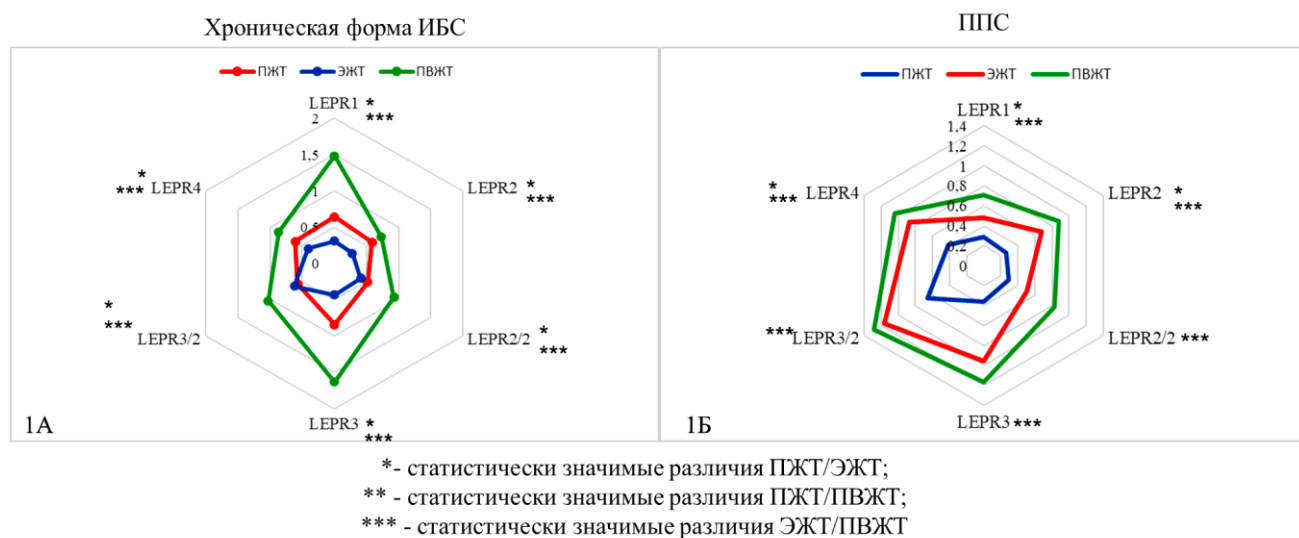 Хроническая форма ИБС
ППС
ПЖТ ЭЖТ ПВЖТ
LEPR1 *
***
2
1,5
1
0,5
0
LEPR2 *
***
LEPR2/2 *
***
LEPR3 *
***
*
*** LEPR3/2
*
*** LEPR4
1А
ПЖТ ЭЖТ ПВЖТ
LEPR1 *
***
1,4
1,2
1
0,8
0,6
0,4
0,2
0
LEPR2 *
***
LEPR2/2 ***
LEPR3 ***
*** LEPR3/2
*
*** LEPR4
1Б
*- статистически значимые различия ПЖТ/ЭЖТ;
** - статистически значимые различия ПЖТ/ПВЖТ;
*** - статистически значимые различия ЭЖТ/ПВЖТ